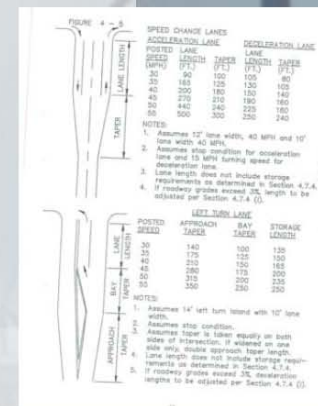 FIGURE 4 - 5
SPEED CHANGE LANES
ACCELERATION LANE DECELERATION LANE
POSTED LANE LANE
SPEED LENGTH TAPER LENGTH TAPER
(MPH) (FT.) (FT.) (FT.) (FT.)
30 90 100 105 80
35 165 125 130 105
40 200 180 150 140
45 270 210 190 160
50 440 240 225 180
55 500 300 250 240
NOTES:
1. Assumes 12' lane width, 40 MPH and 10'
lane width 40 MPH.
2. Assumes stop condition for acceleration
lane and 15 MPH turning speed for
deceleration lane.
3. Lane length does not include storage
requirements as determined in Section 4.7.4
4. If roadway grades exceed 3%, length to be
adjusted per Section 4.7.4
LANE LENGTH
TAPER
LEFT TURN LANE
POSTED APPROACH BAY STORAGE
SPEED TAPER TAPER LENGTH
30 140 100 135
35 175 125 150
40 210 150 165
45 280 175 200
50 315 200 235
55 350 250 250
NOTES:
1. Assumes 14' left turn island with 10' lane
width.
2. Assumes stop condition.
3. Assumes taper is taken equally on both
sides of intersection. If widened on one
side only, double approach taper length.
4. Lane length does not include storage require-
ments as determined in Section 4.7.4
5. If roadway grades exceed 3%, deceleration
lengths to be adjusted per Section 4.7.4
LANE LENGTH
BAY TAPER
APPROACH TAPER